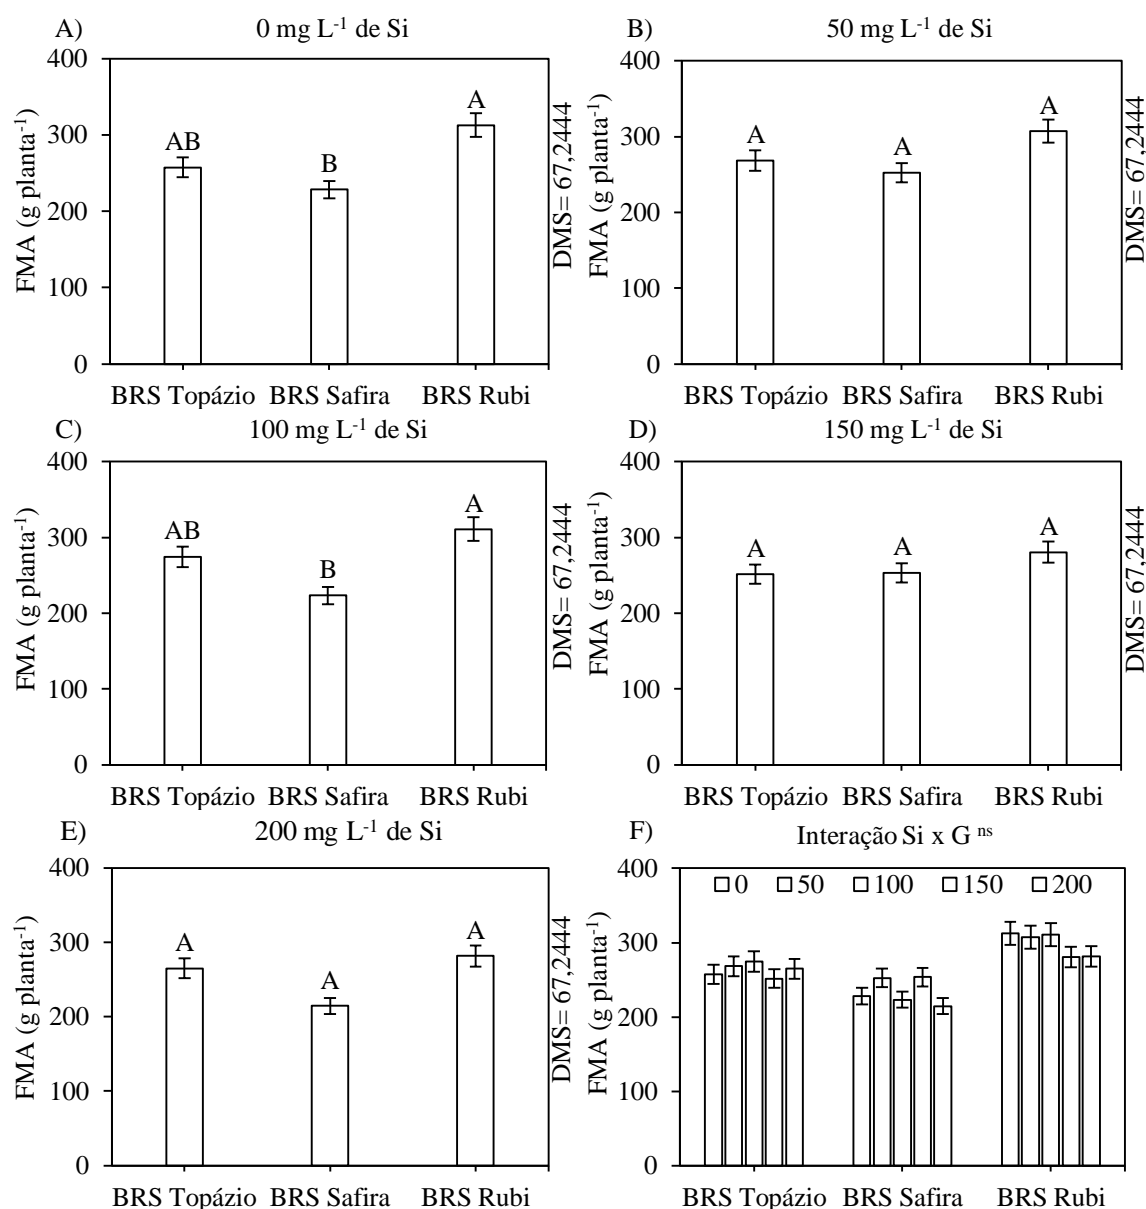 A)
0 mg L⁻¹ de Si
400
300
200
100
0
FMA (g planta⁻¹)
AB
B
A
DMS= 67,2444
BRS Topázio BRS Safira BRS Rubi
B)
50 mg L⁻¹ de Si
400
300
200
100
0
FMA (g planta⁻¹)
A
A
A
DMS= 67,2444
BRS Topázio BRS Safira BRS Rubi
C)
100 mg L⁻¹ de Si
400
300
200
100
0
FMA (g planta⁻¹)
AB
B
A
DMS= 67,2444
BRS Topázio BRS Safira BRS Rubi
D)
150 mg L⁻¹ de Si
400
300
200
100
0
FMA (g planta⁻¹)
A
A
A
DMS= 67,2444
BRS Topázio BRS Safira BRS Rubi
E)
200 mg L⁻¹ de Si
400
300
200
100
0
FMA (g planta⁻¹)
A
A
A
DMS= 67,2444
BRS Topázio BRS Safira BRS Rubi
F)
Interação Si x G ⁿˢ
400
300
200
100
0
FMA (g planta⁻¹)
0 50 100 150 200
BRS Topázio BRS Safira BRS Rubi